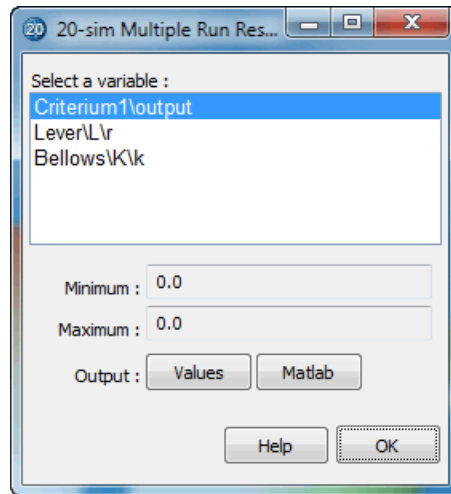 20 20-sim Multiple Run Res...
Select a variable :
Criterium1\output
Lever\L\r
Bellows\K\k
Minimum : 0.0
Maximum : 0.0
Output : Values Matlab
Help OK